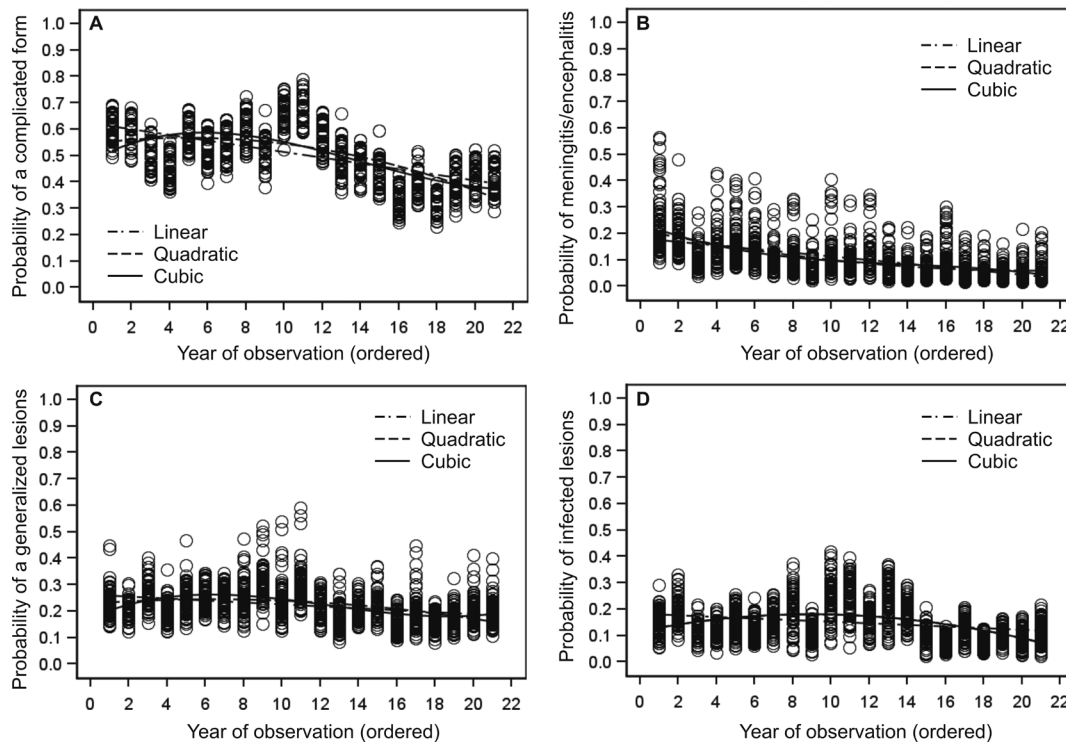 A
Probability of a complicated form
1.0
0.9
0.8
0.7
0.6
0.5
0.4
0.3
0.2
0.1
0.0
Linear
Quadratic
Cubic
0 2 4 6 8 10 12 14 16 18 20 22
Year of observation (ordered)
B
Probability of meningitis/encephalitis
1.0
0.9
0.8
0.7
0.6
0.5
0.4
0.3
0.2
0.1
0.0
Linear
Quadratic
Cubic
0 2 4 6 8 10 12 14 16 18 20 22
Year of observation (ordered)
C
Probability of a generalized lesions
1.0
0.9
0.8
0.7
0.6
0.5
0.4
0.3
0.2
0.1
0.0
Linear
Quadratic
Cubic
0 2 4 6 8 10 12 14 16 18 20 22
Year of observation (ordered)
D
Probability of infected lesions
1.0
0.9
0.8
0.7
0.6
0.5
0.4
0.3
0.2
0.1
0.0
Linear
Quadratic
Cubic
0 2 4 6 8 10 12 14 16 18 20 22
Year of observation (ordered)